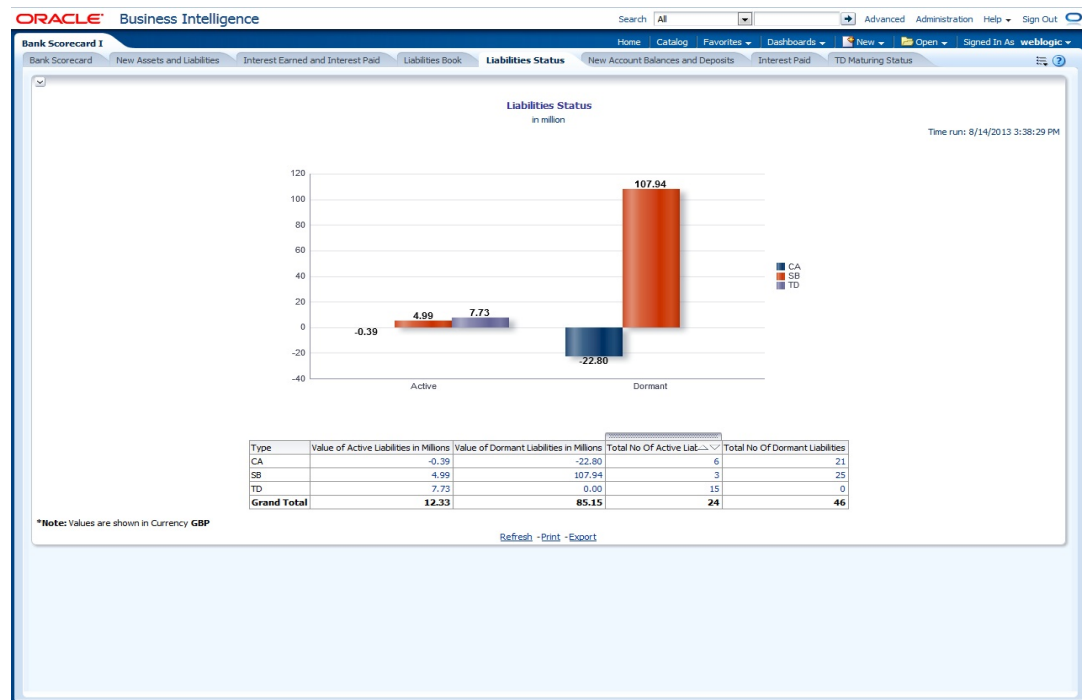 ORACLE Business Intelligence Search All Advanced Administration Help Sign Out
Bank Scorecard I Home Catalog Favorites Dashboards New Open Signed In As weblogic
Bank Scorecard New Assets and Liabilities Interest Earned and Interest Paid Liabilities Book Liabilities Status New Account Balances and Deposits Interest Paid TD Maturing Status
Liabilities Status
in million
Time run: 8/14/2013 3:38:29 PM
120
100
80
60
40
20
0
-20
-40
107.94
-0.39
4.99
7.73
-22.80
CA
SB
TD
Active Dormant
Type Value of Active Liabilities in Millions Value of Dormant Liabilities in Millions Total No Of Active Liat Total No Of Dormant Liabilities
CA -0.39 -22.80 6 21
SB 4.99 107.94 3 25
TD 7.73 0.00 15 0
Grand Total 12.33 85.15 24 46
*Note: Values are shown in Currency GBP
Refresh - Print - Export